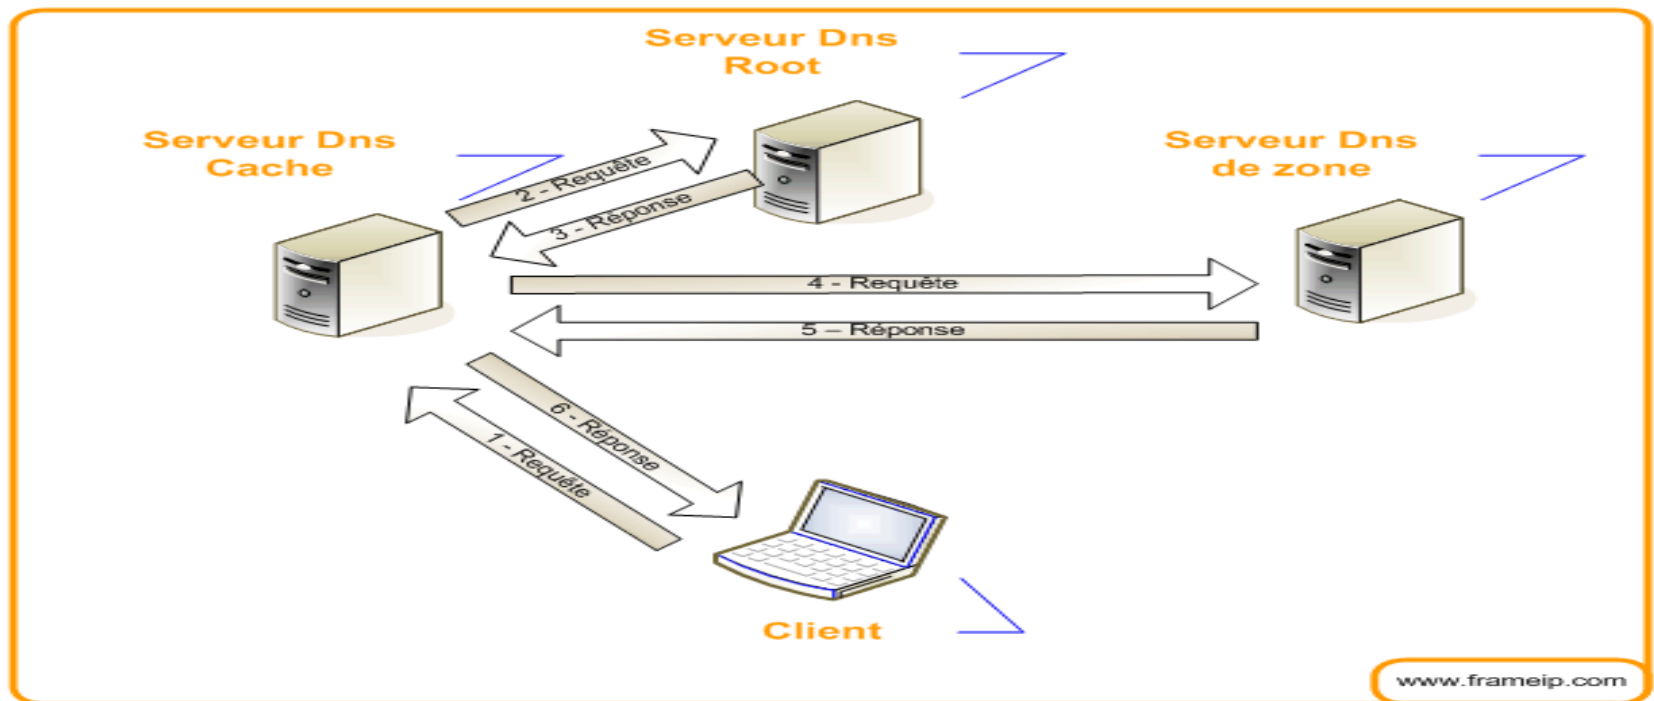 Serveur Dns
Root
Serveur Dns
Cache
Serveur Dns
de zone
2 - Requête
3 - Réponse
4 - Requête
5 – Réponse
6 - Réponse
1 - Requête
Client
www.frameip.com